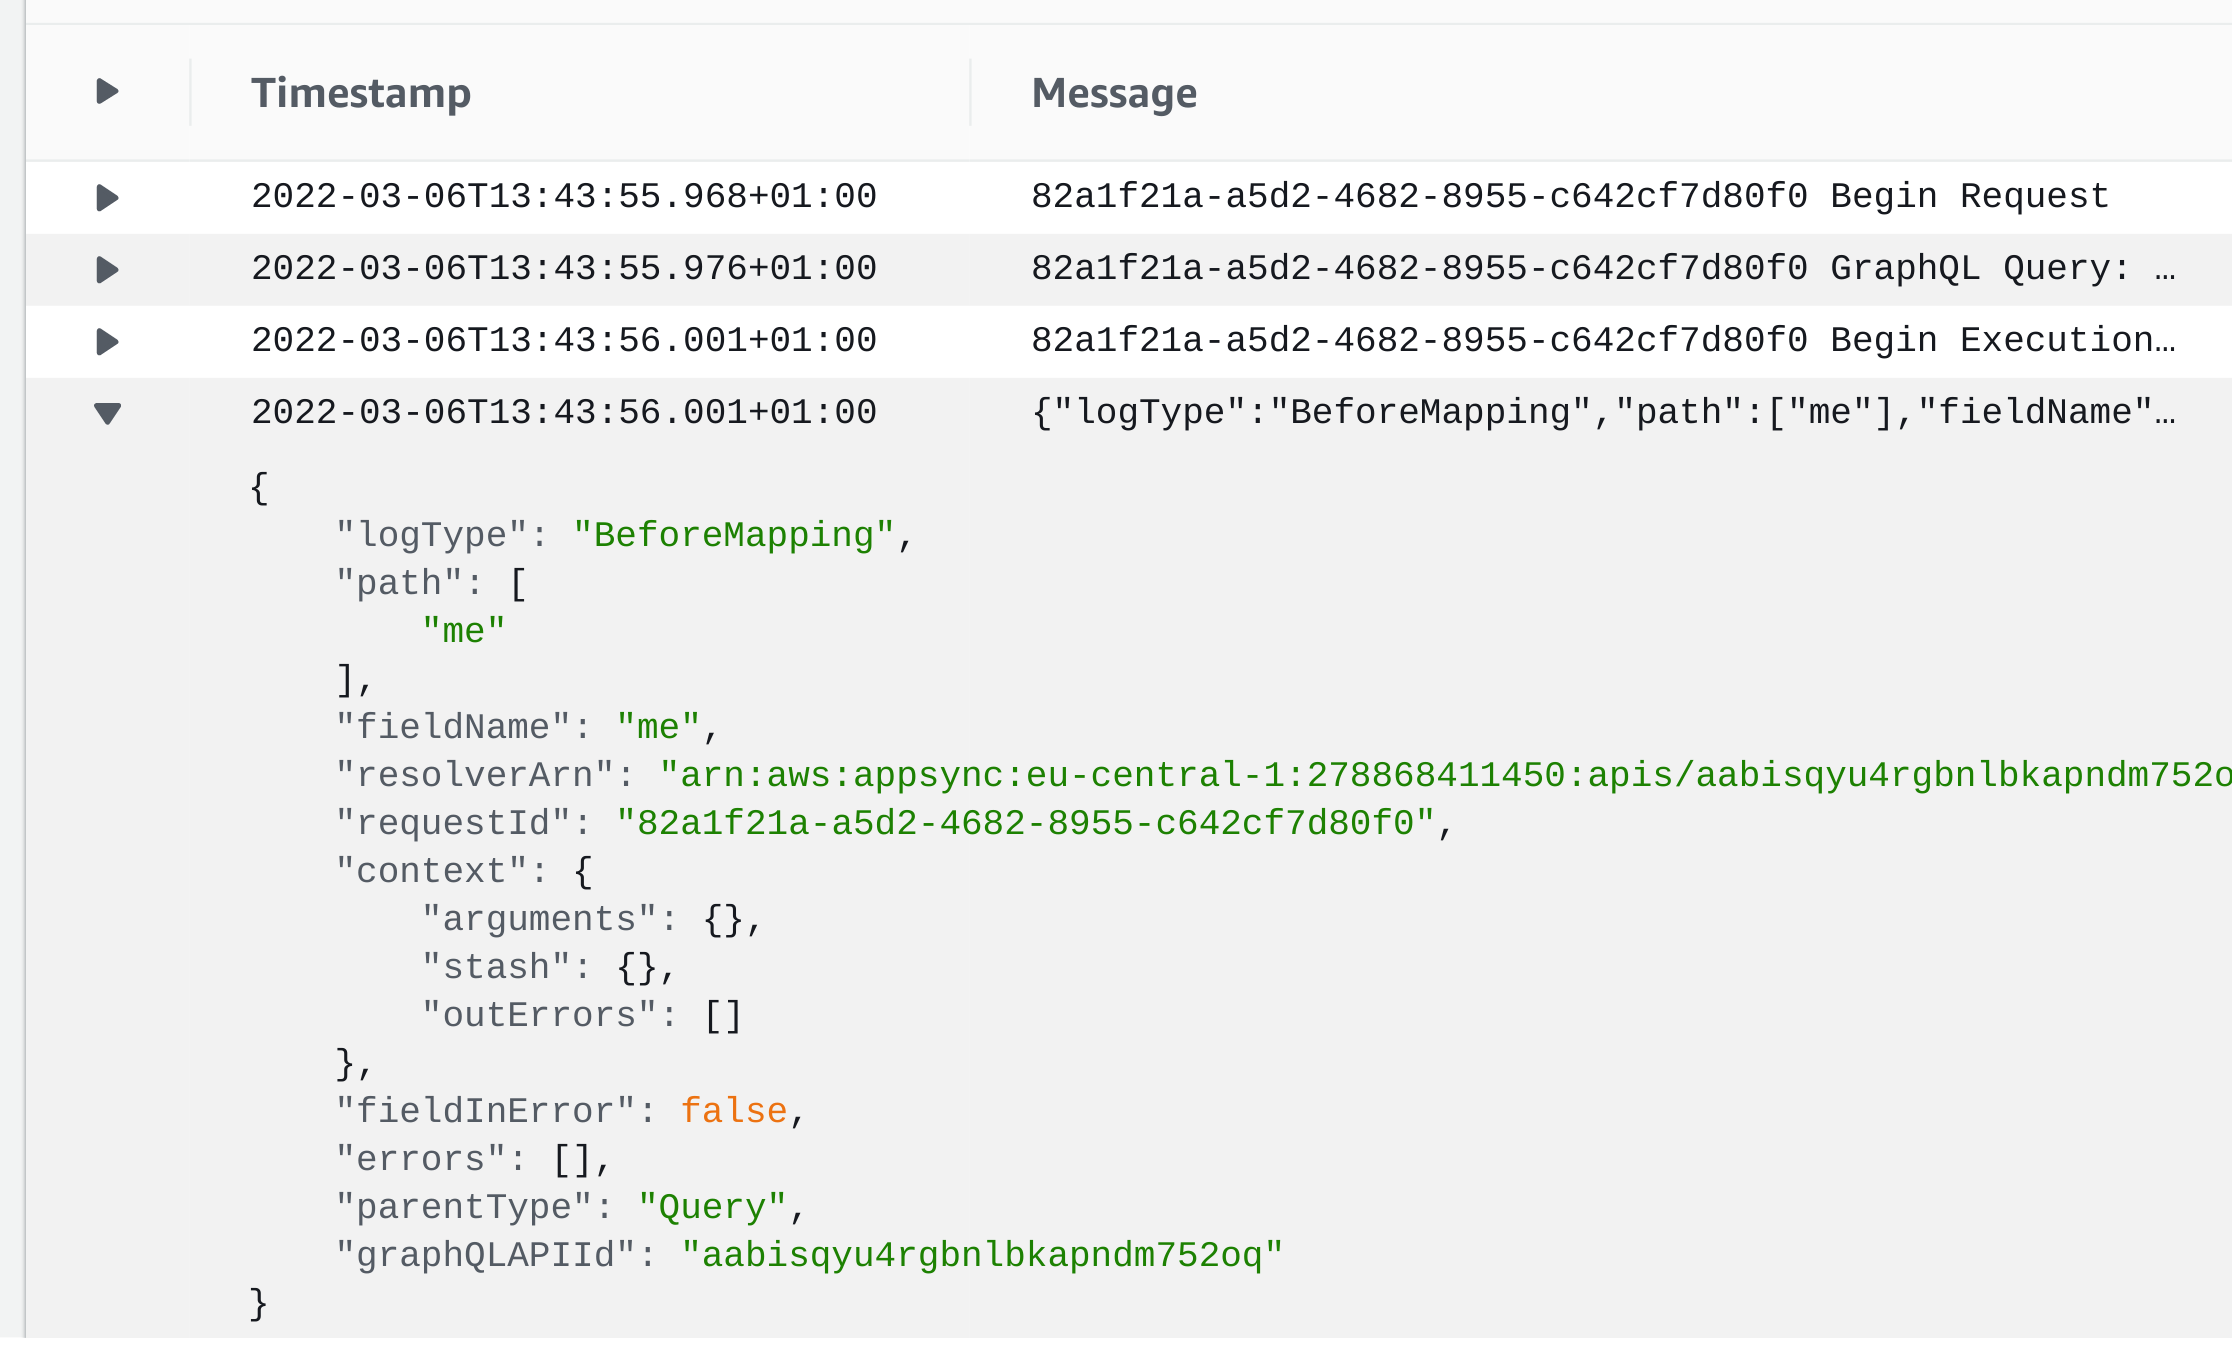 Timestamp Message
2022-03-06T13:43:55.968+01:00 82a1f21a-a5d2-4682-8955-c642cf7d80f0 Begin Request
2022-03-06T13:43:55.976+01:00 82a1f21a-a5d2-4682-8955-c642cf7d80f0 GraphQL Query: …
2022-03-06T13:43:56.001+01:00 82a1f21a-a5d2-4682-8955-c642cf7d80f0 Begin Execution…
2022-03-06T13:43:56.001+01:00 {"logType":"BeforeMapping","path":["me"],"fieldName"…
{
    "logType": "BeforeMapping",
    "path": [
        "me"
    ],
    "fieldName": "me",
    "resolverArn": "arn:aws:appsync:eu-central-1:278868411450:apis/aabisqyu4rgbnlbkapndm752o
    "requestId": "82a1f21a-a5d2-4682-8955-c642cf7d80f0",
    "context": {
        "arguments": {},
        "stash": {},
        "outErrors": []
    },
    "fieldInError": false,
    "errors": [],
    "parentType": "Query",
    "graphQLAPIId": "aabisqyu4rgbnlbkapndm752oq"
}